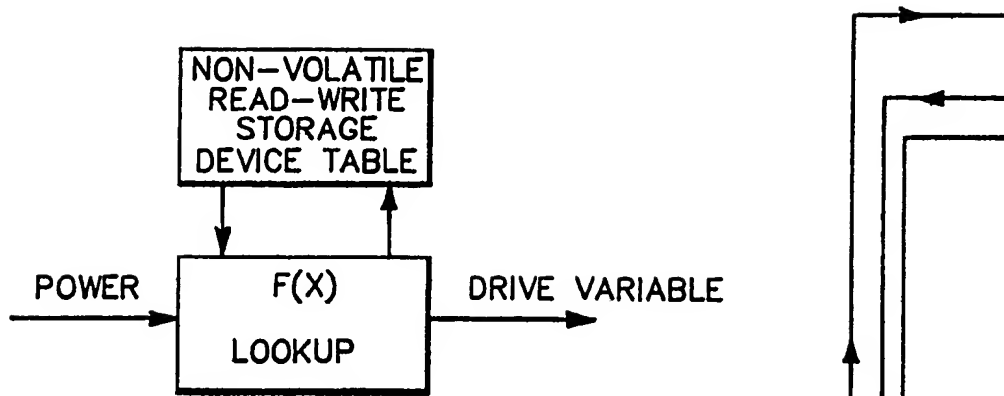 NON-VOLATILE
READ-WRITE
STORAGE
DEVICE TABLE
POWER
F(X)
LOOKUP
DRIVE VARIABLE